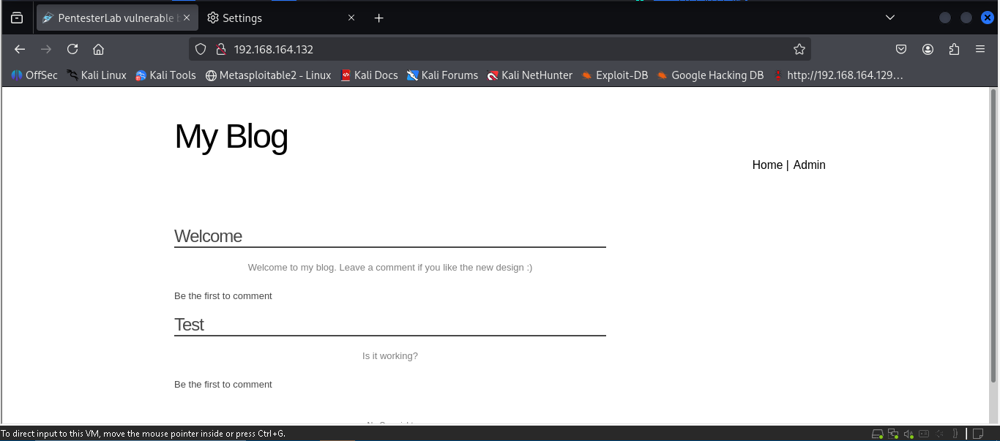 PentesterLab vulnerable b
Settings
192.168.164.132
OffSec Kali Linux Kali Tools Metasploitable2 - Linux Kali Docs Kali Forums Kali NetHunter Exploit-DB Google Hacking DB http://192.168.164.129...
My Blog
Home | Admin
Welcome
Welcome to my blog. Leave a comment if you like the new design :)
Be the first to comment
Test
Is it working?
Be the first to comment
To direct input to this VM, move the mouse pointer inside or press Ctrl+G.